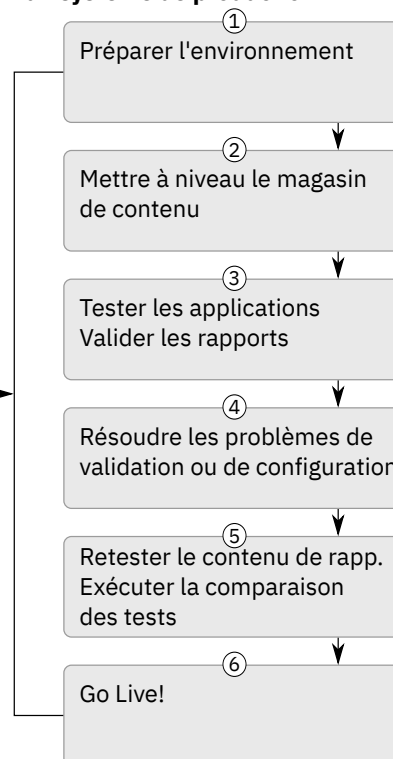 ①
Préparer l'environnement
②
Mettre à niveau le magasin
de contenu
③
Tester les applications
Valider les rapports
④
Résoudre les problèmes de
validation ou de configuration
⑤
Retester le contenu de rapp.
Exécuter la comparaison
des tests
⑥
Go Live!